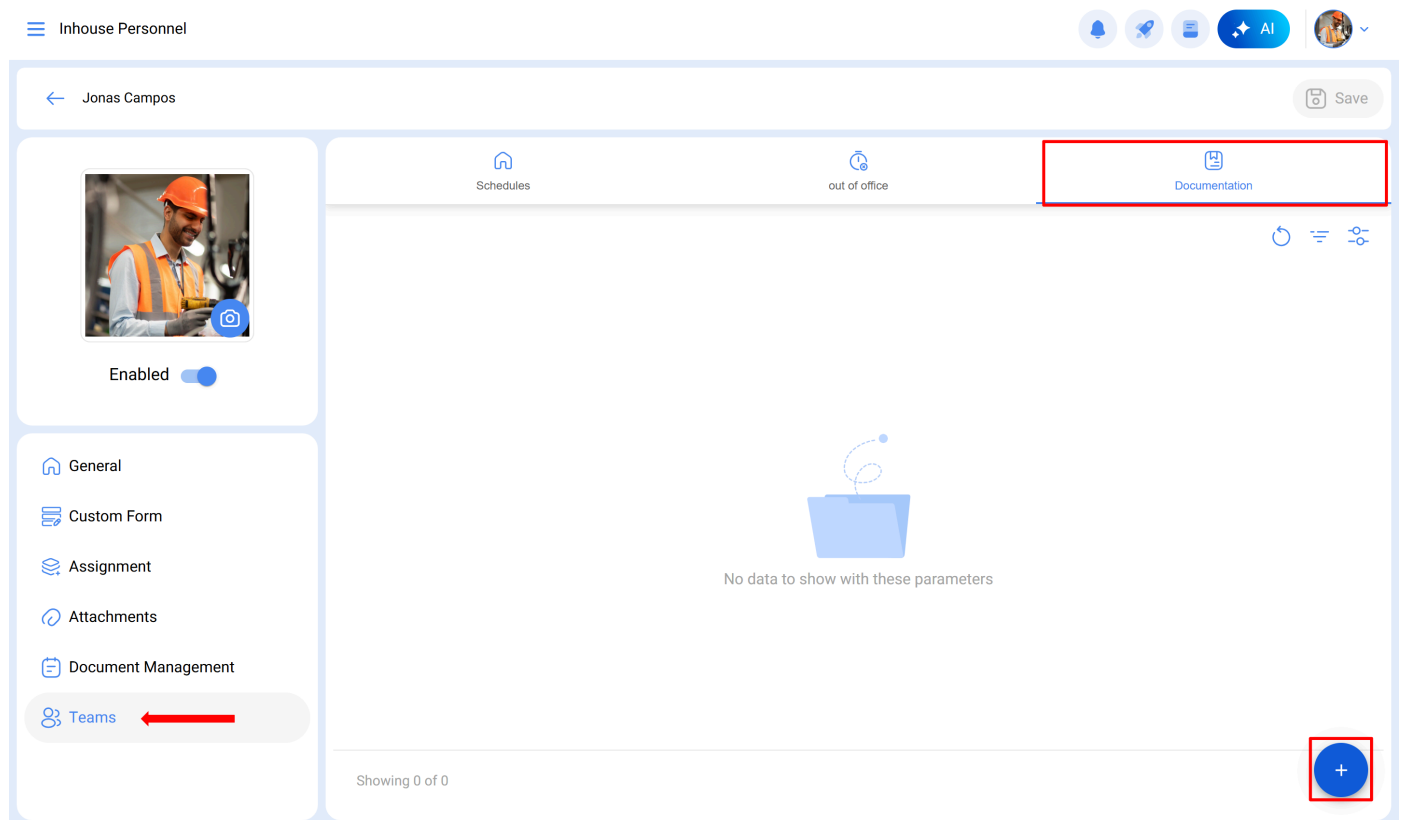 Inhouse Personnel
AI
Jonas Campos
Save
Schedules
out of office
Documentation
Enabled
General
Custom Form
Assignment
Attachments
Document Management
Teams
No data to show with these parameters
Showing 0 of 0